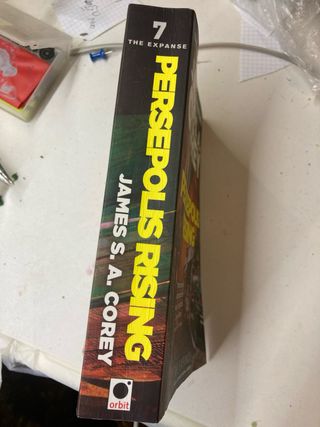 7
THE EXPANSE
PERSEPOLIS RISING
JAMES S. A. COREY
orbit